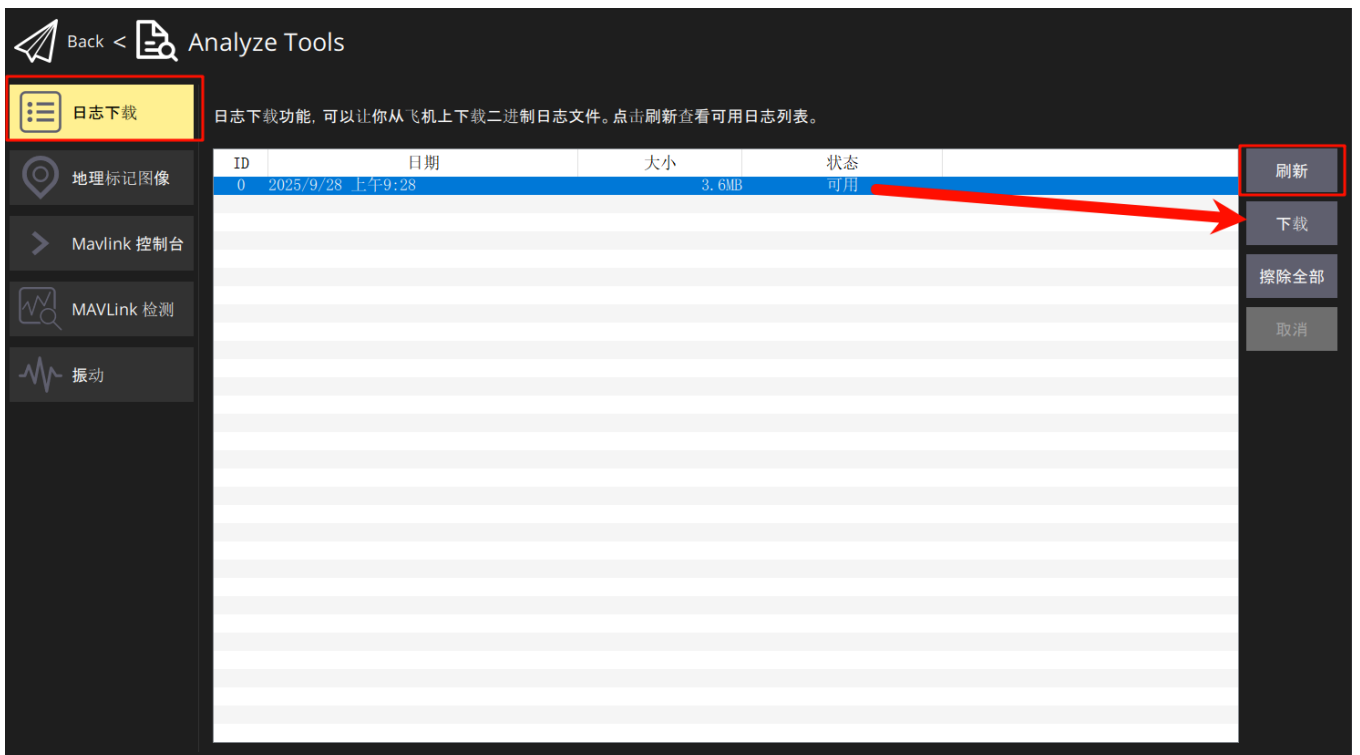 Back < Analyze Tools
日志下载
日志下载功能, 可以让你从飞机上下载二进制日志文件。点击刷新查看可用日志列表。
ID 日期 大小 状态
0 2025/9/28 上午9:28 3.6MB 可用
刷新
下载
擦除全部
取消
地理标记图像
Mavlink 控制台
MAVLink 检测
振动